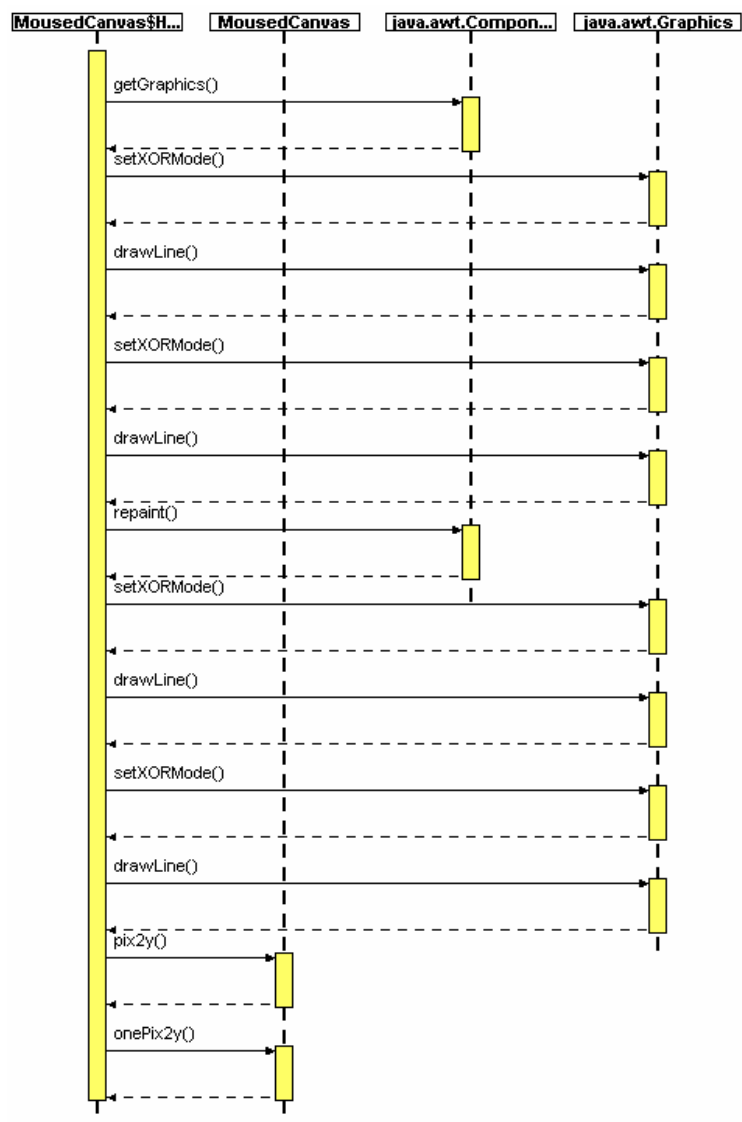 MousedCanvas$H... MousedCanvas java.awt.Compon... java.awt.Graphics
getGraphics()
setXORMode()
drawLine()
setXORMode()
drawLine()
repaint()
setXORMode()
drawLine()
setXORMode()
drawLine()
pix2y()
onePix2y()